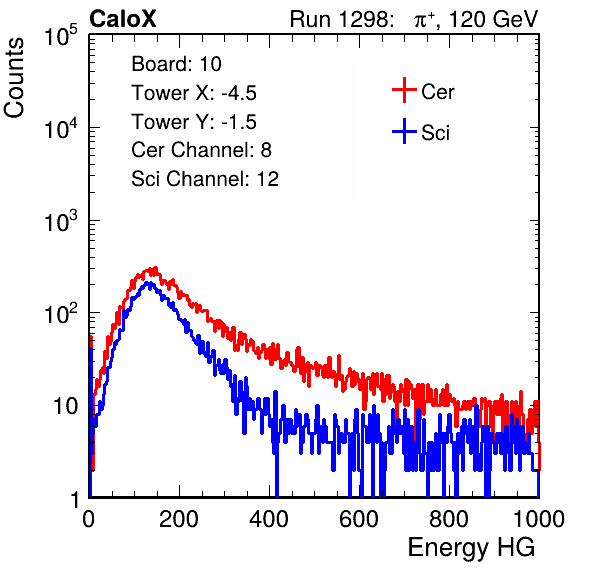 CaloX Run 1298: π⁺, 120 GeV
Counts
10⁵
10⁴
10³
10²
10
1
Board: 10
Tower X: -4.5
Tower Y: -1.5
Cer Channel: 8
Sci Channel: 12
Cer
Sci
0 200 400 600 800 1000
Energy HG